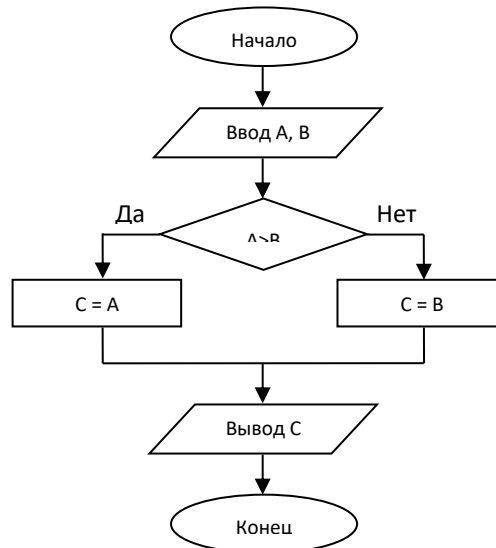 Начало
Ввод A, B
Да
Нет
A>B
C = A
C = B
Вывод C
Конец